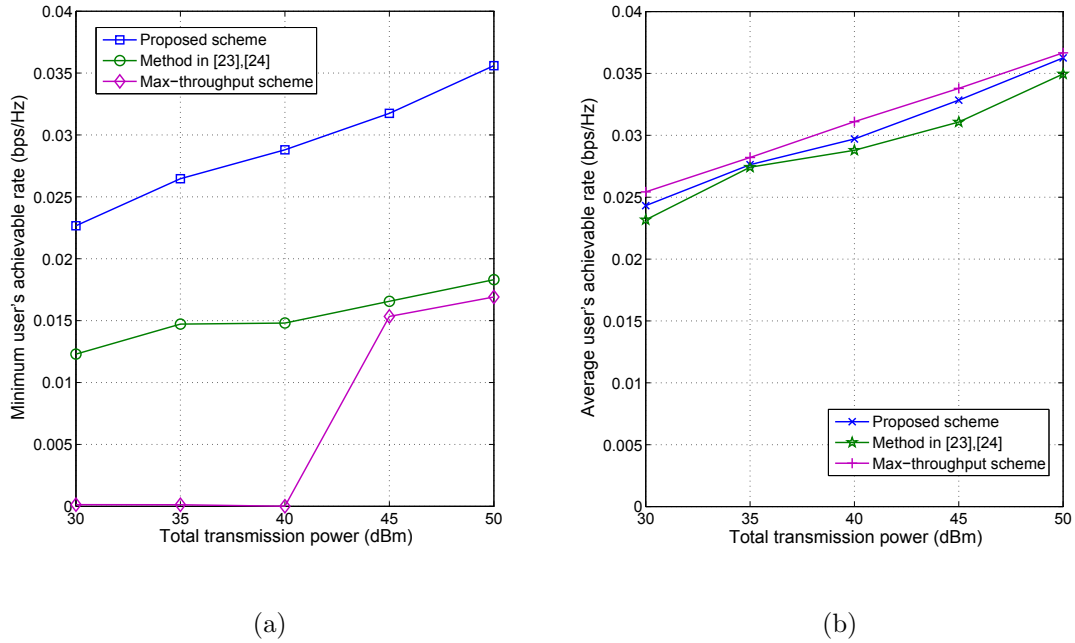 0.04
0.035
0.03
0.025
0.02
0.015
0.01
0.005
0
30
35
40
45
50
Total transmission power (dBm)
Minimum user's achievable rate (bps/Hz)
Proposed scheme
Method in [23],[24]
Max−throughput scheme
(a)
0.04
0.035
0.03
0.025
0.02
0.015
0.01
0.005
0
30
35
40
45
50
Total transmission power (dBm)
Average user's achievable rate (bps/Hz)
Proposed scheme
Method in [23],[24]
Max−throughput scheme
(b)